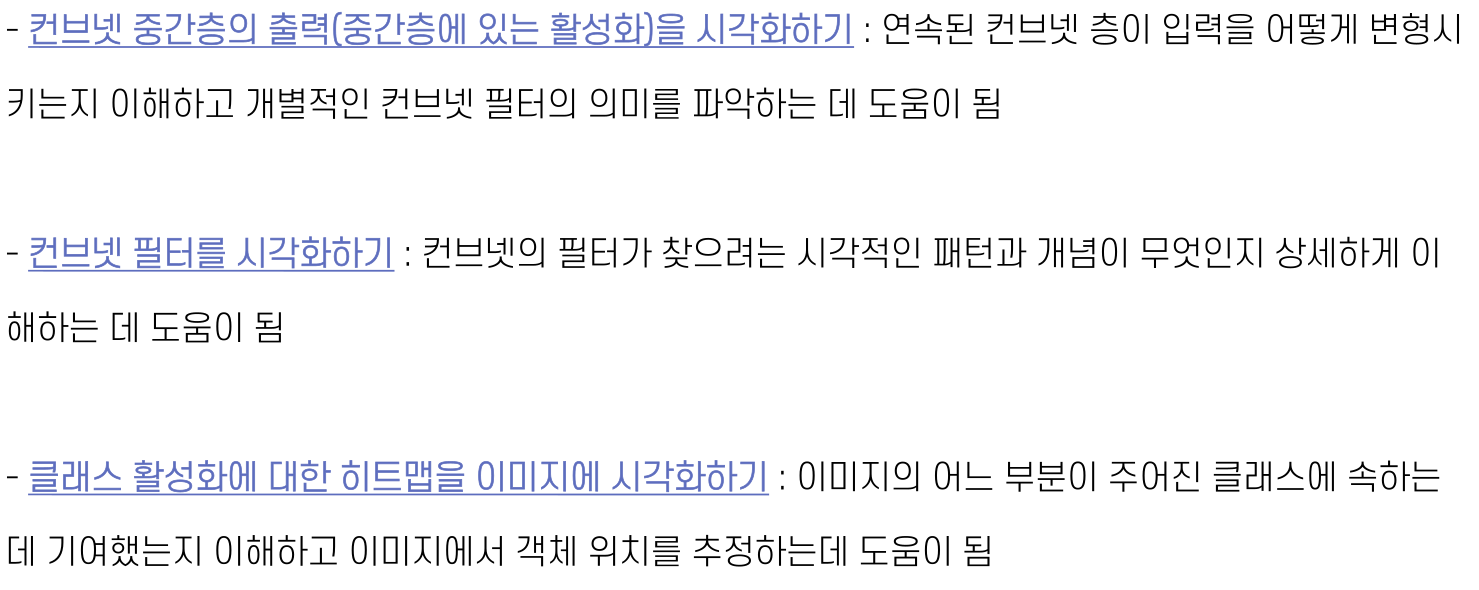 - 컨브넷 중간층의 출력(중간층에 있는 활성화)을 시각화하기 : 연속된 컨브넷 층이 입력을 어떻게 변형시
키는지 이해하고 개별적인 컨브넷 필터의 의미를 파악하는 데 도움이 됨
- 컨브넷 필터를 시각화하기 : 컨브넷의 필터가 찾으려는 시각적인 패턴과 개념이 무엇인지 상세하게 이
해하는 데 도움이 됨
- 클래스 활성화에 대한 히트맵을 이미지에 시각화하기 : 이미지의 어느 부분이 주어진 클래스에 속하는
데 기여했는지 이해하고 이미지에서 객체 위치를 추정하는데 도움이 됨